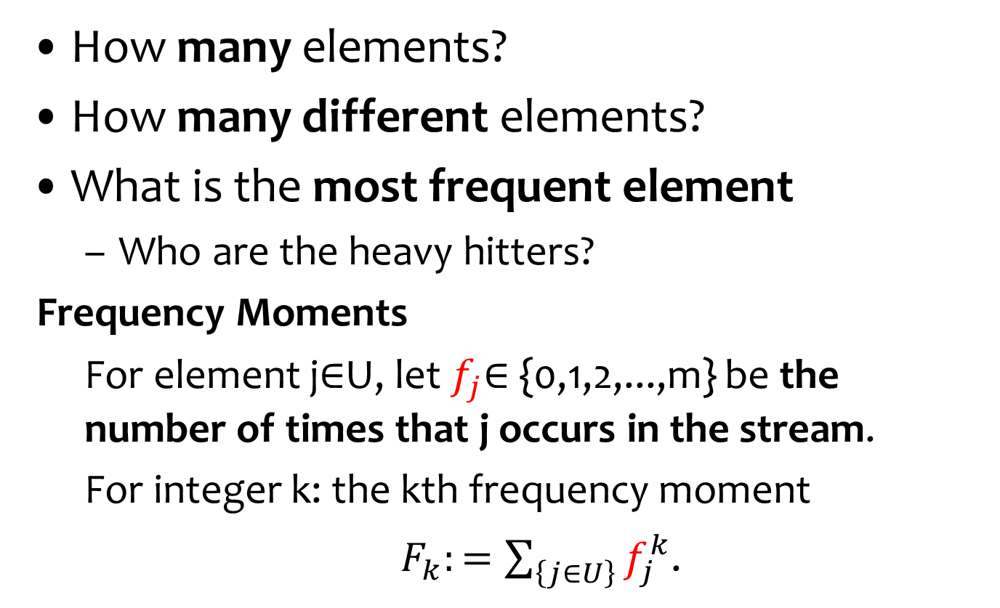 • How many elements?
• How many different elements?
• What is the most frequent element
– Who are the heavy hitters?
Frequency Moments
For element j∈U, let f_j ∈ {0,1,2,...,m} be the
number of times that j occurs in the stream.
For integer k: the kth frequency moment
F_k := ∑_{j∈U} f_j^k.